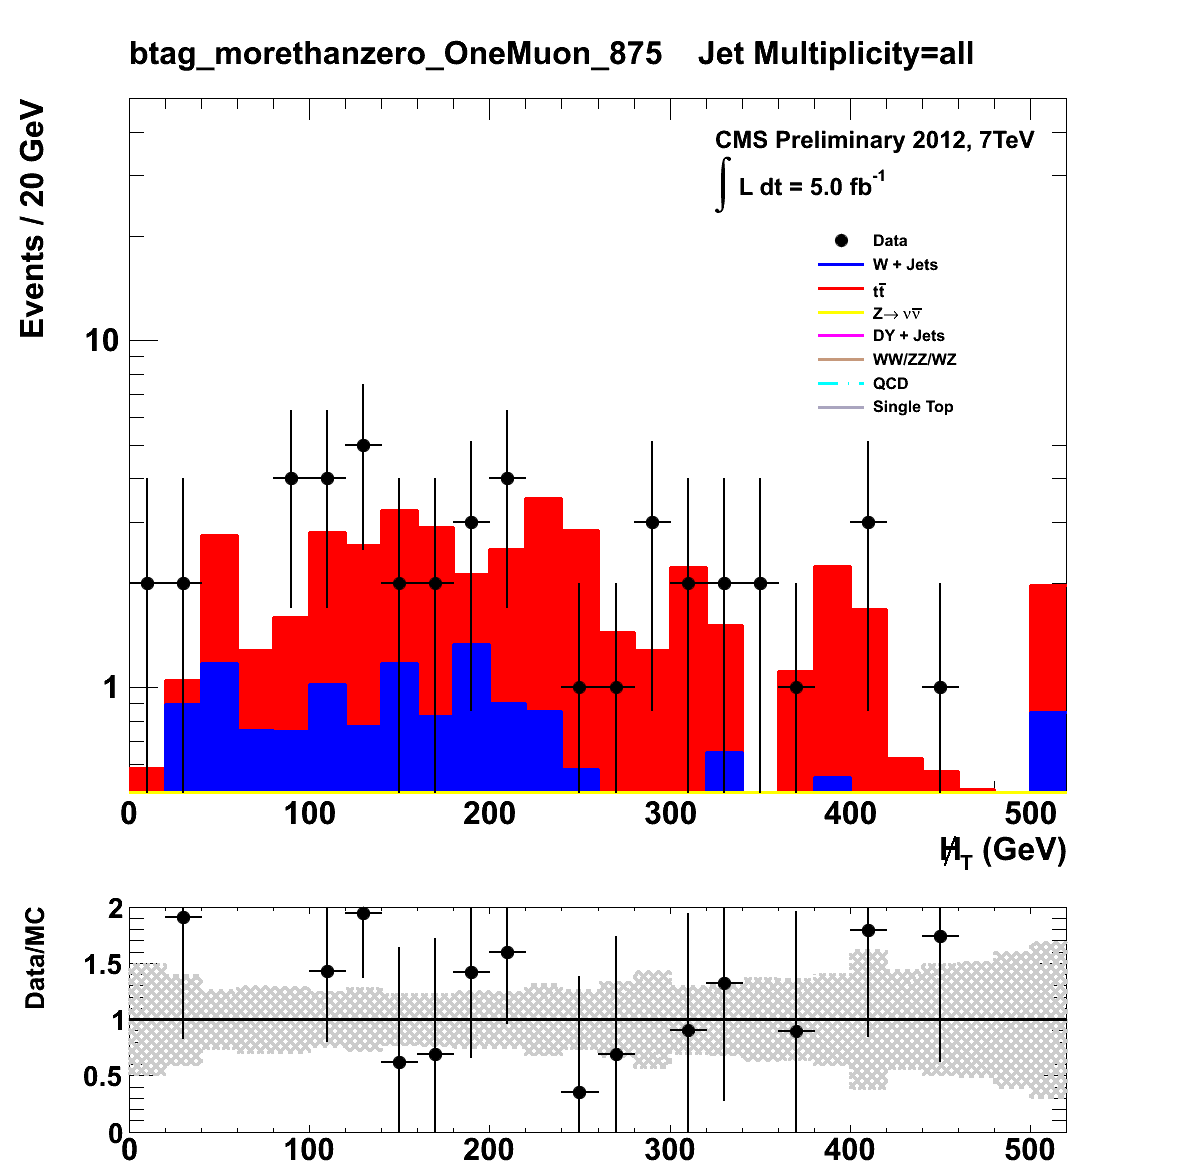 btag_morethanzero_OneMuon_875 Jet Multiplicity=all
Events / 20 GeV
CMS Preliminary 2012, 7TeV
∫ L dt = 5.0 fb⁻¹
Data
W + Jets
tt̅
Z→ νν̅
DY + Jets
WW/ZZ/WZ
QCD
Single Top
10
1
0 100 200 300 400 500
H̸_T (GeV)
Data/MC
2
1.5
1
0.5
0
0 100 200 300 400 500